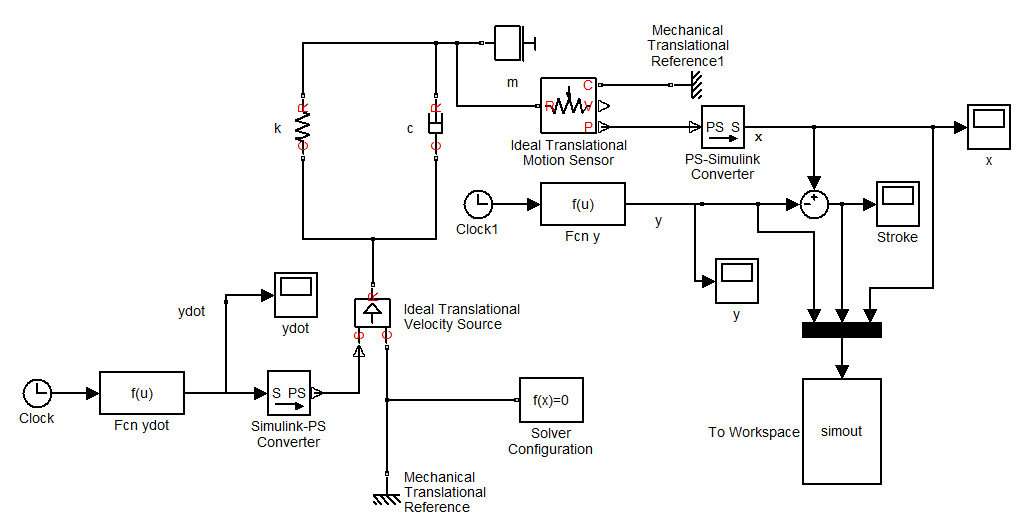 Mechanical
Translational
Reference1
m
k
R
C
c
R
C
R
C
V
P
Ideal Translational
Motion Sensor
PS S
x
PS-Simulink
Converter
x
Clock1
f(u)
Fcn y
y
-
+
Stroke
y
ydot
ydot
R
S
C
Ideal Translational
Velocity Source
Clock
f(u)
Fcn ydot
S PS
Simulink-PS
Converter
f(x)=0
Solver
Configuration
To Workspace
simout
Mechanical
Translational
Reference